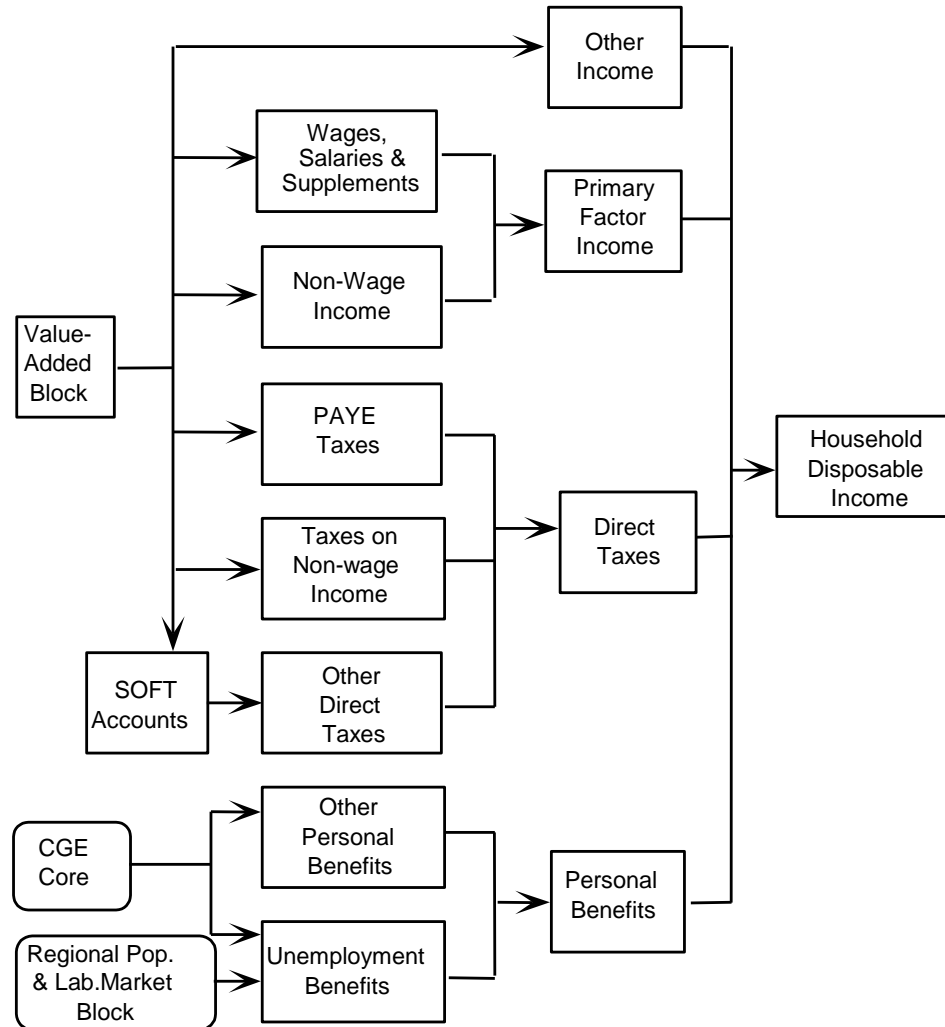 Other
Income
Wages,
Salaries &
Supplements
Primary
Factor
Income
Non-Wage
Income
Value-
Added
Block
PAYE
Taxes
Household
Disposable
Income
Taxes on
Non-wage
Income
Direct
Taxes
SOFT
Accounts
Other
Direct
Taxes
Other
Personal
Benefits
CGE
Core
Personal
Benefits
Unemployment
Benefits
Regional Pop.
& Lab.Market
Block